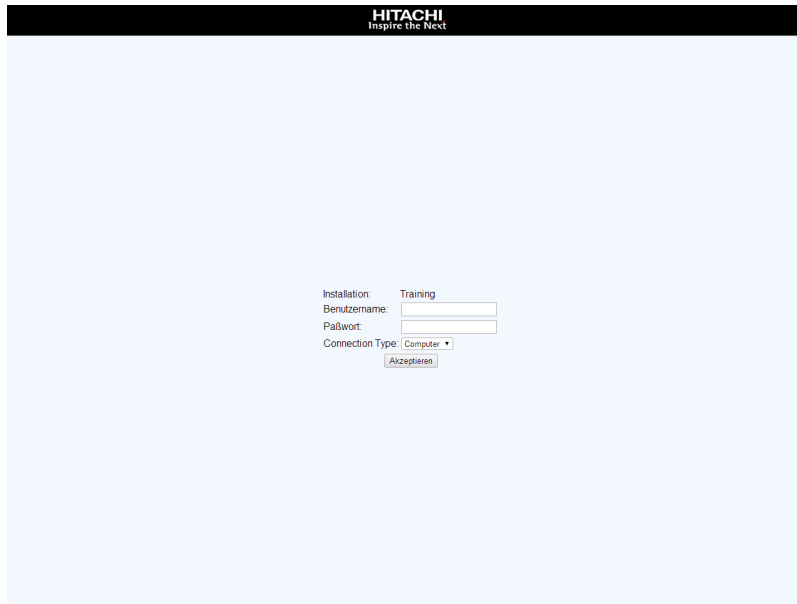 HITACHI
Inspire the Next
Installation: Training
Benutzername:
Paßwort:
Connection Type: Computer
Akzeptieren